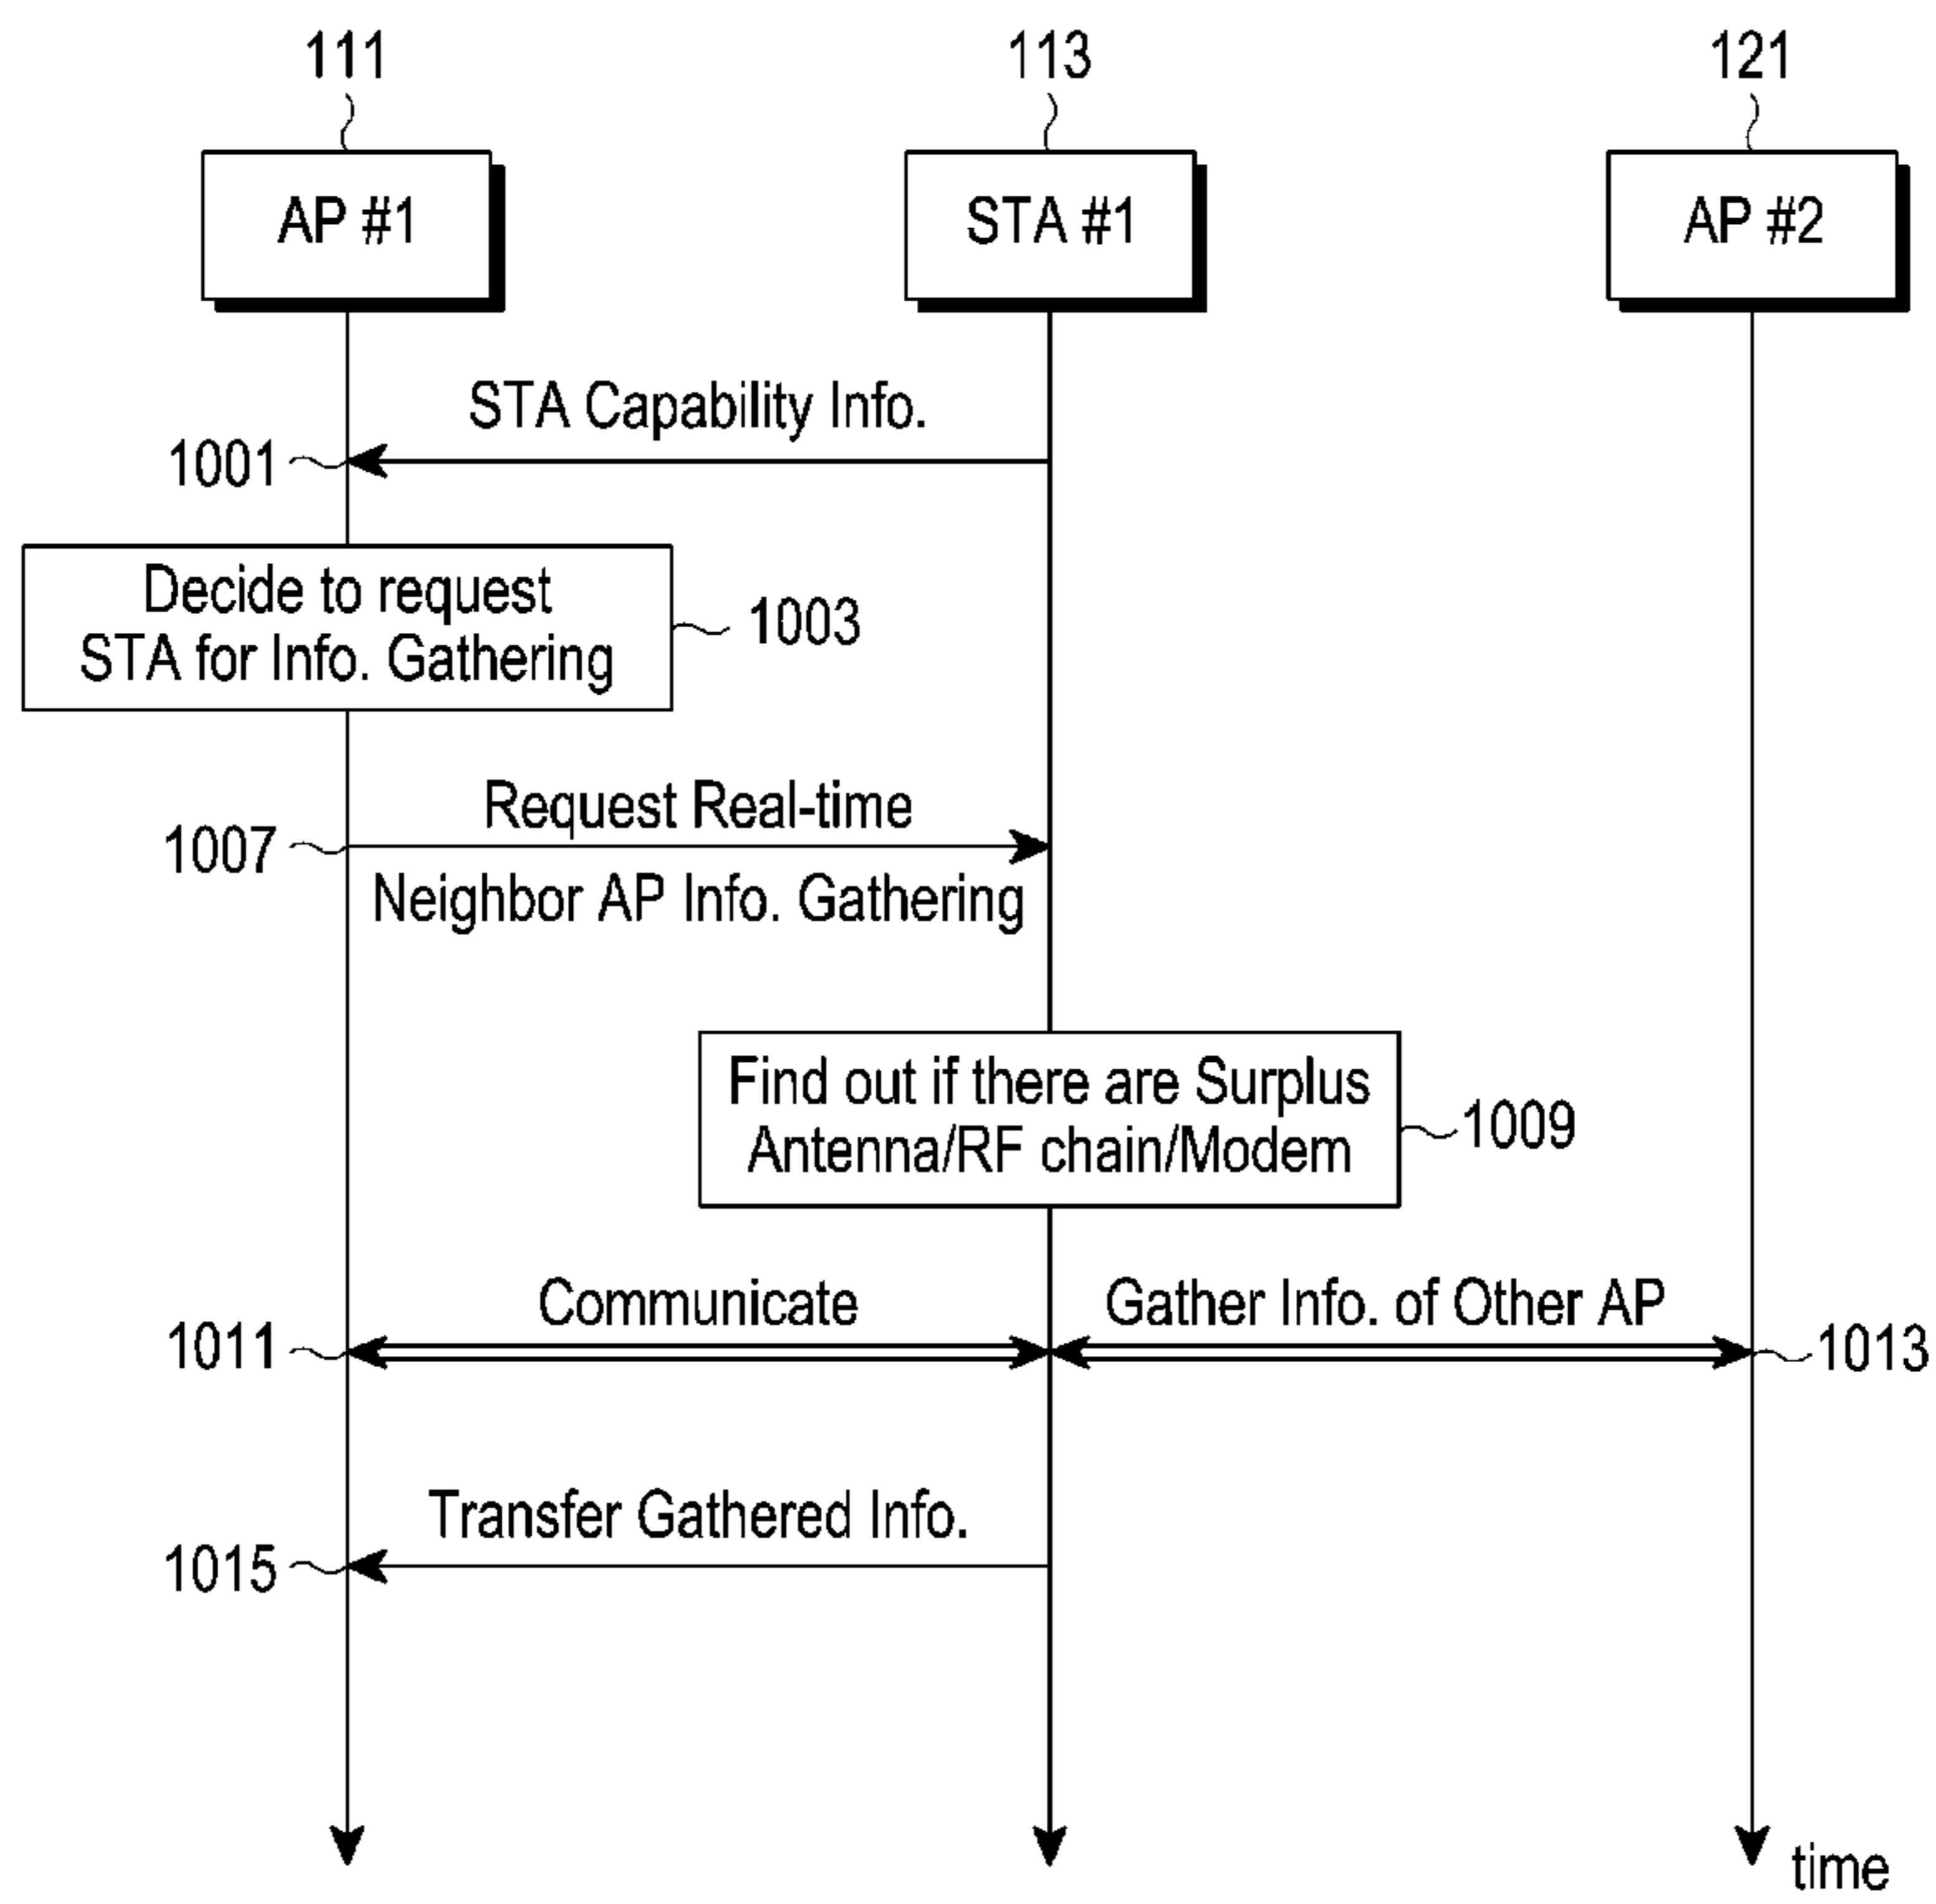 111
113
121
AP #1
STA #1
AP #2
STA Capability Info.
1001
Decide to request
STA for Info. Gathering
1003
Request Real-time
1007
Neighbor AP Info. Gathering
Find out if there are Surplus
Antenna/RF chain/Modem
1009
Communicate
Gather Info. of Other AP
1011
1013
Transfer Gathered Info.
1015
time